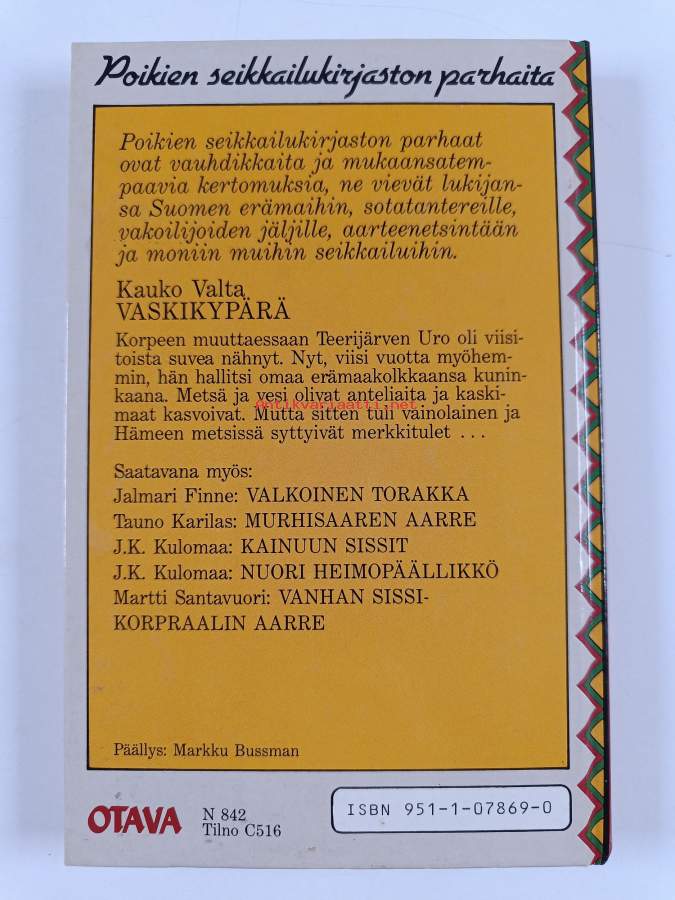 Poikien seikkailukirjaston parhaita
Poikien seikkailukirjaston parhaat
ovat vauhdikkaita ja mukaansatem-
paavia kertomuksia, ne vievät lukijan-
sa Suomen erämaihin, sotatantereille,
vakoilijoiden jäljille, aarteenetsintään
ja moniin muihin seikkailuihin.
Kauko Valta
VASKIKYPÄRÄ
Korpeen muuttaessaan Teerijärven Uro oli viisi-
toista suvea nähnyt. Nyt, viisi vuotta myöhem-
min, hän hallitsi omaa erämaakolkkaansa kunin-
kaana. Metsä ja vesi olivat anteliaita ja kaski-
Antikvariaatti.net
maat kasvoivat. Mutta sitten tuli vainolainen ja
Hämeen metsissä syttyivät merkkitulet . . .
Saatavana myös:
Jalmari Finne: VALKOINEN TORAKKA
Tauno Karilas: MURHISAAREN AARRE
J.K. Kulomaa: KAINUUN SISSIT
J.K. Kulomaa: NUORI HEIMOPÄÄLLIKKÖ
Martti Santavuori: VANHAN SISSI-
KORPRAALIN AARRE
Päällys: Markku Bussman
OTAVA
N 842
Tilno C516
ISBN 951-1-07869-0